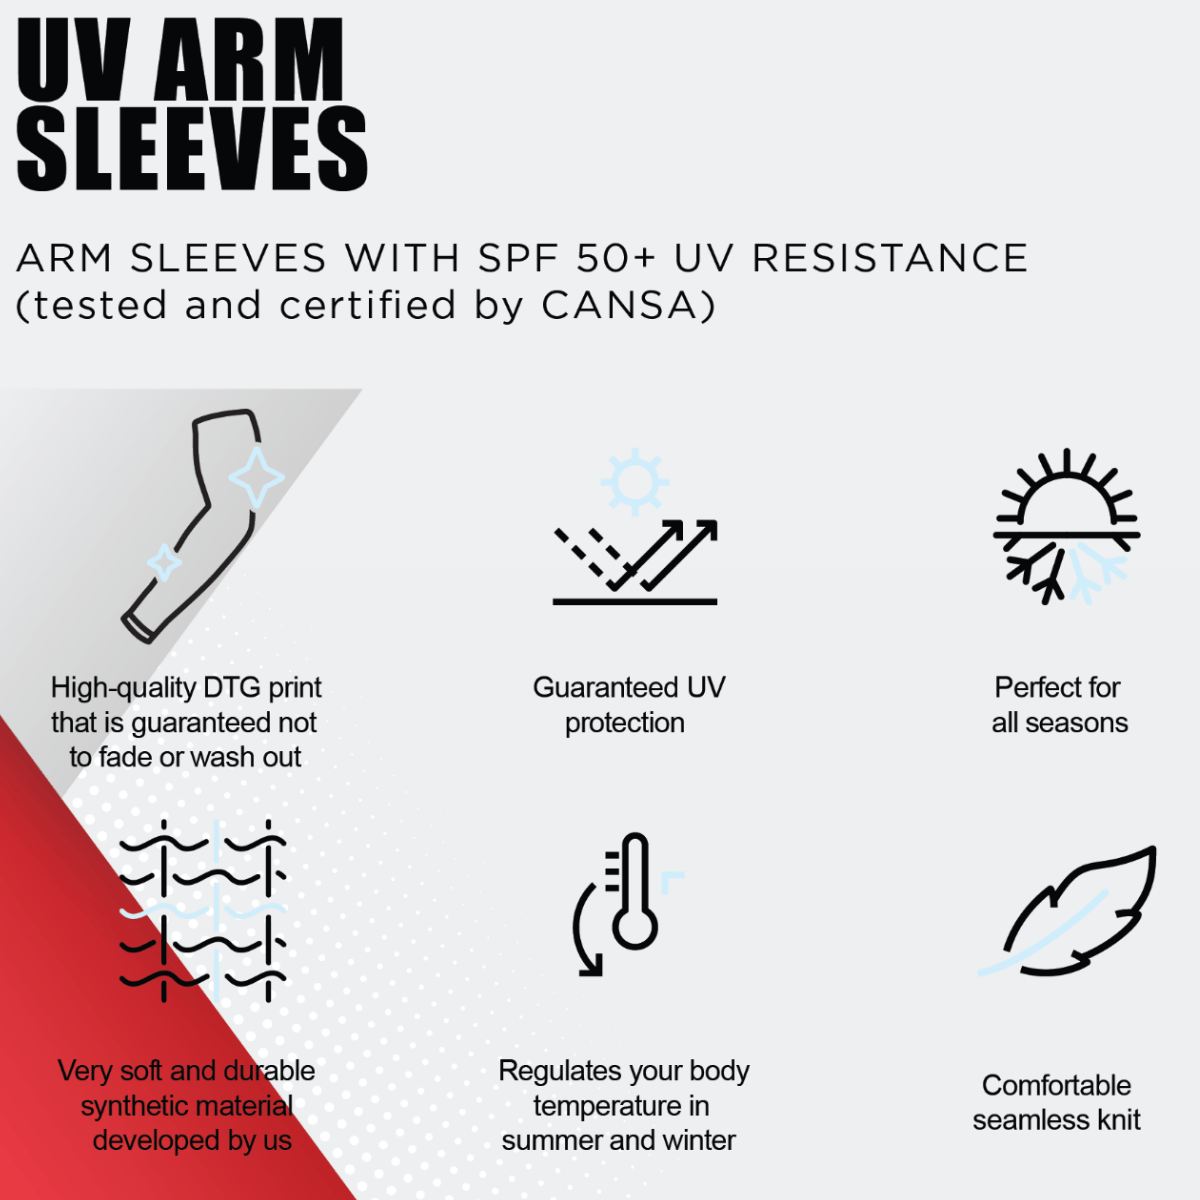 UV ARM
SLEEVES
ARM SLEEVES WITH SPF 50+ UV RESISTANCE
(tested and certified by CANSA)
High-quality DTG print
that is guaranteed not
to fade or wash out
Guaranteed UV
protection
Perfect for
all seasons
Very soft and durable
synthetic material
developed by us
Regulates your body
temperature in
summer and winter
Comfortable
seamless knit